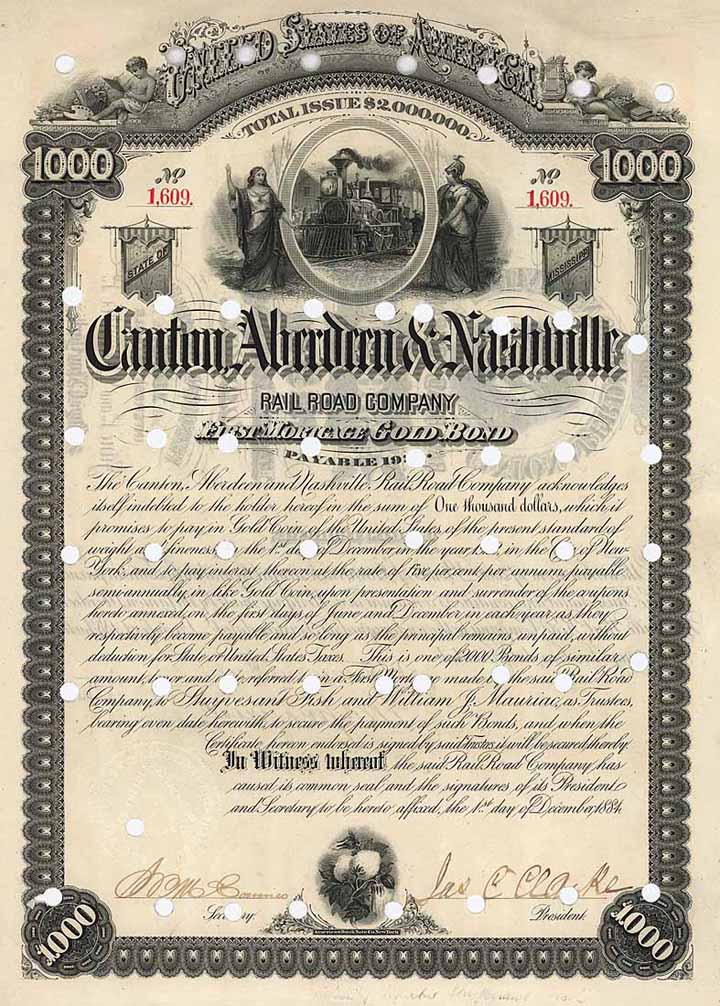 UNITED STATES OF AMERICA.
TOTAL ISSUE $2,000,000.
1000 1000
No No
1,609. 1,609.
STATE OF MISSISSIPPI
Canton, Aberdeen & Nashville
RAIL ROAD COMPANY
FIRST MORTGAGE GOLD BOND
PAYABLE 19
The Canton, Aberdeen and Nashville Rail Road Company acknowledges
itself indebted to the holder hereof in the sum of One thousand dollars, which it
promises to pay in Gold Coin of the United States, of the present standard of
weight and fineness, on the 1st day of December in the year in the City of New-
York, and to pay interest thereon at the rate of Five per cent per annum, payable
semi-annually, in like Gold Coin, upon presentation and surrender of the coupons
hereto annexed, on the first days of June and December, in each year as they
respectively become payable and so long as the principal remains unpaid, without
deduction for State or United States Taxes. This is one of 2000 Bonds of similar
amount, tenor and date referred to in a First Mortgage made by the said Rail Road
Company, to Stuyvesant Fish and William J. Mauriac, as Trustees,
bearing even date herewith, to secure the payment of such Bonds, and when the
Certificate hereon endorsed is signed by said Trustees it will be secured thereby.
In Witness whereof the said Rail Road Company has
caused its common seal and the signatures of its President
and Secretary to be hereto affixed, the 1st day of December 1884
Jas C Clarke
Secretary. President.
American Bank Note Co. New York
1000 1000